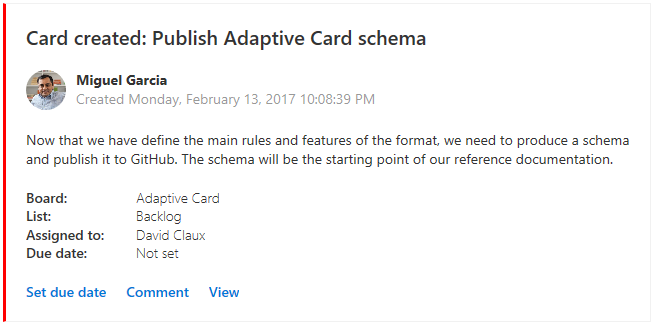 Card created: Publish Adaptive Card schema
Miguel Garcia
Created Monday, February 13, 2017 10:08:39 PM
Now that we have define the main rules and features of the format, we need to produce a schema
and publish it to GitHub. The schema will be the starting point of our reference documentation.
Board: Adaptive Card
List: Backlog
Assigned to: David Claux
Due date: Not set
Set due date Comment View